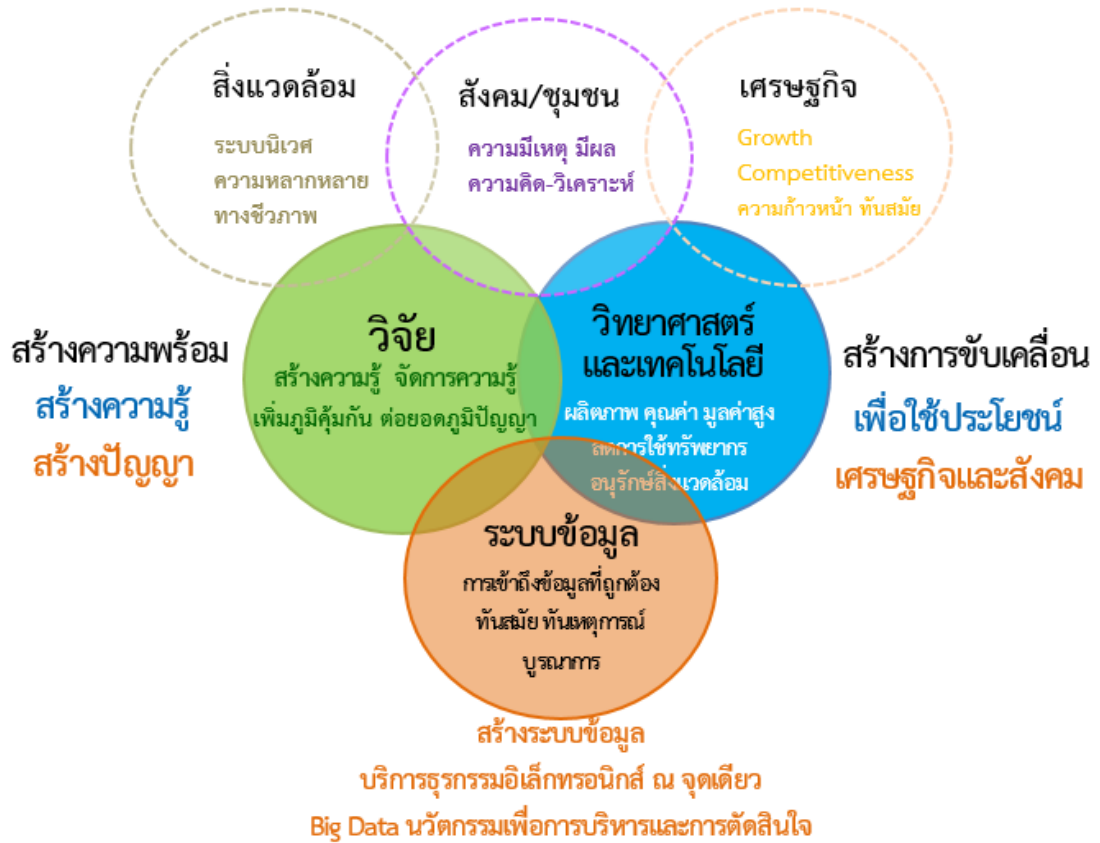 สิ่งแวดล้อม
ระบบนิเวศ
ความหลากหลาย
ทางชีวภาพ
สังคม/ชุมชน
ความมีเหตุ มีผล
ความคิด-วิเคราะห์
เศรษฐกิจ
Growth
Competitiveness
ความก้าวหน้า ทันสมัย
สร้างความพร้อม
สร้างความรู้
สร้างปัญญา
วิจัย
สร้างความรู้ จัดการความรู้
เพิ่มภูมิคุ้มกัน ต่อยอดภูมิปัญญา
วิทยาศาสตร์
และเทคโนโลยี
ผลิตภาพ คุณค่า มูลค่าสูง
ลดการใช้ทรัพยากร
อนุรักษ์สิ่งแวดล้อม
สร้างการขับเคลื่อน
เพื่อใช้ประโยชน์
เศรษฐกิจและสังคม
ระบบข้อมูล
การเข้าถึงข้อมูลที่ถูกต้อง
ทันสมัย ทันเหตุการณ์
บูรณาการ
สร้างระบบข้อมูล
บริการธุรกรรมอิเล็กทรอนิกส์ ณ จุดเดียว
Big Data นวัตกรรมเพื่อการบริหารและการตัดสินใจ